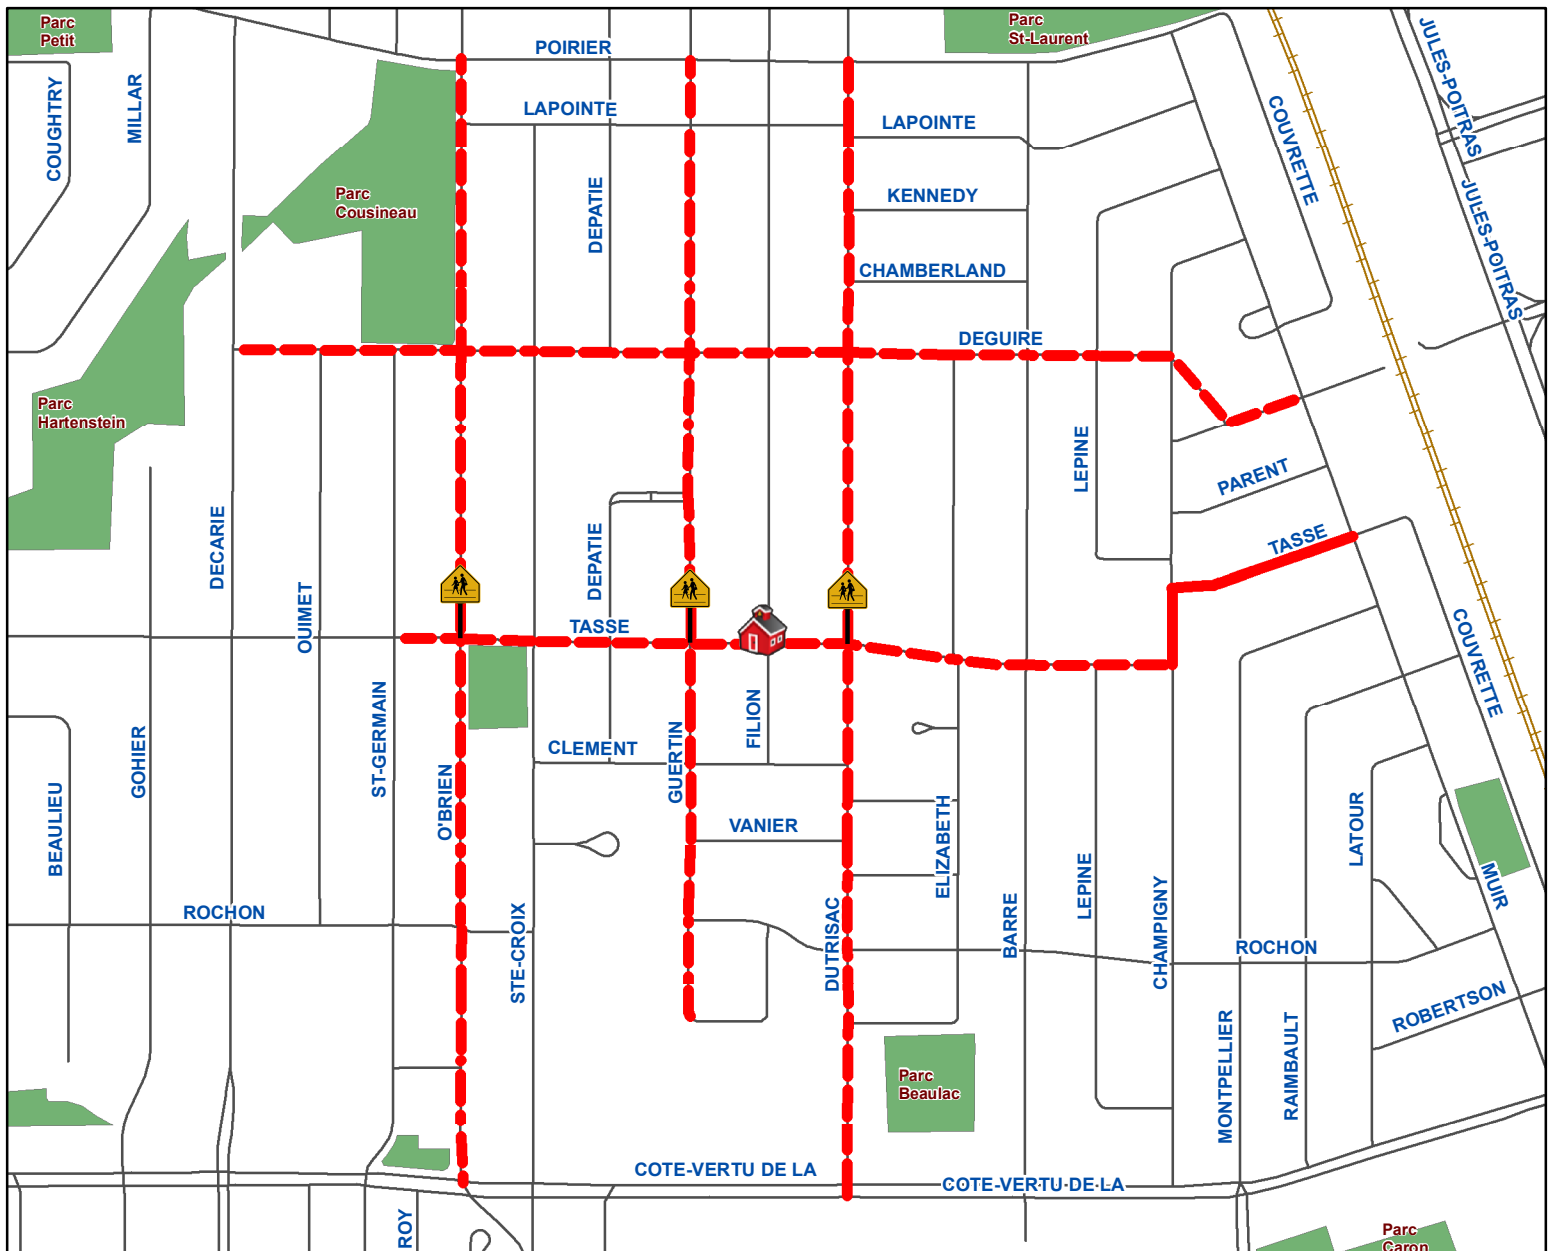 Parc
Petit
Parc
St-Laurent
JULES-POITRAS
POIRIER
COUGHTRY
MILLAR
LAPOINTE
LAPOINTE
COUVRETTE
Parc
Cousineau
DEPATIE
KENNEDY
JULES-POITRAS
CHAMBERLAND
DEGUIRE
Parc
Hartenstein
LEPINE
PARENT
DECARIE
DEPATIE
TASSE
OUIMET
TASSE
COUVRETTE
ST-GERMAIN
GOHIER
FILION
GUERTIN
CLEMENT
O'BRIEN
BEAULIEU
VANIER
ELIZABETH
LATOUR
MUIR
ROCHON
STE-CROIX
DUTRISAC
BARRE
LEPINE
CHAMPIGNY
ROCHON
ROBERTSON
MONTPELLIER
RAIMBAULT
Parc
Beaulac
COTE-VERTU DE LA
COTE-VERTU DE LA
ROY
Parc
Caron